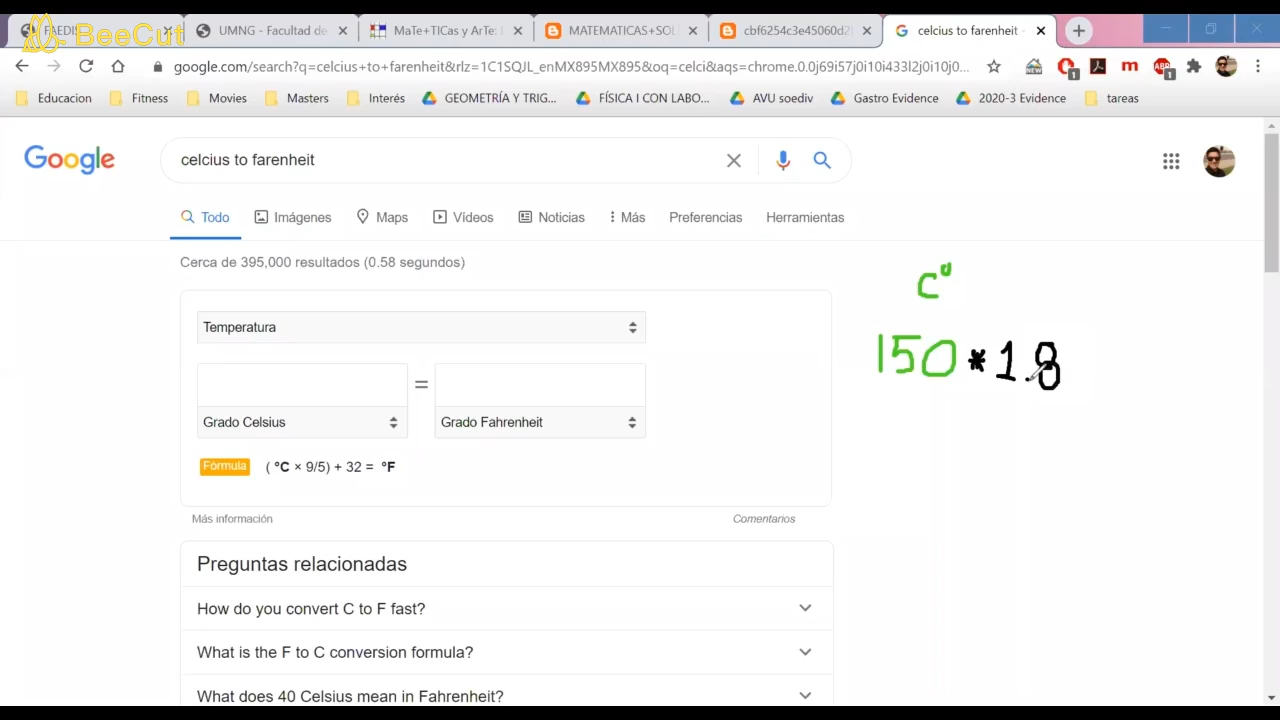 BeeCut
FAEDIS
UMNG - Facultad de
MaTe+TICas y ArTe:
MATEMATICAS+SOL
cbf6254c3e45060d2
celcius to farenheit -
google.com/search?q=celcius+to+farenheit&rlz=1C1SQJL_enMX895MX895&oq=celci&aqs=chrome.0.0j69i57j0i10i433l2j0i10j0...
1 m ABP 1
Educacion Fitness Movies Masters Interés GEOMETRÍA Y TRIG... FÍSICA I CON LABO... AVU soediv Gastro Evidence 2020-3 Evidence tareas
Google
celcius to farenheit
Todo Imágenes Maps Vídeos Noticias Más Preferencias Herramientas
Cerca de 395,000 resultados (0.58 segundos)
C°
Temperatura
150 * 1.8
=
Grado Celsius Grado Fahrenheit
Fórmula ( °C × 9/5) + 32 = °F
Más información Comentarios
Preguntas relacionadas
How do you convert C to F fast?
What is the F to C conversion formula?
What does 40 Celsius mean in Fahrenheit?